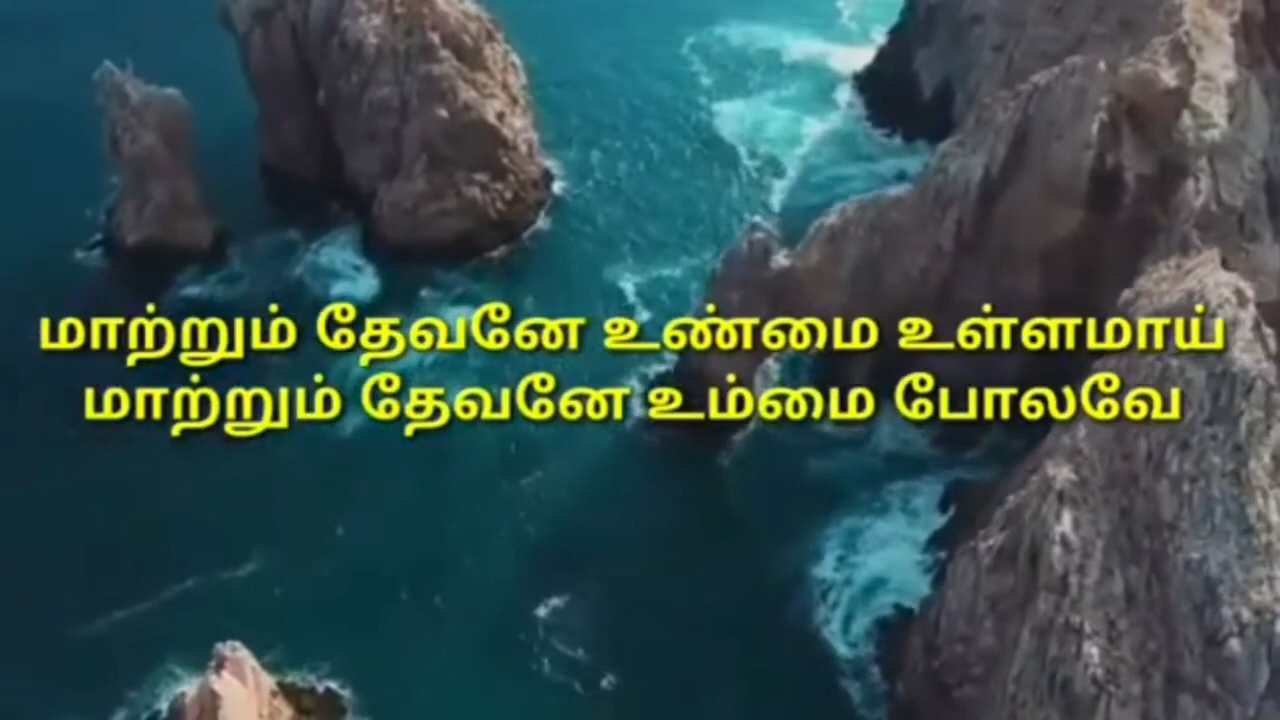 மாற்றும் தேவனே உண்மை உள்ளமாய்
மாற்றும் தேவனே உம்மை போலவே